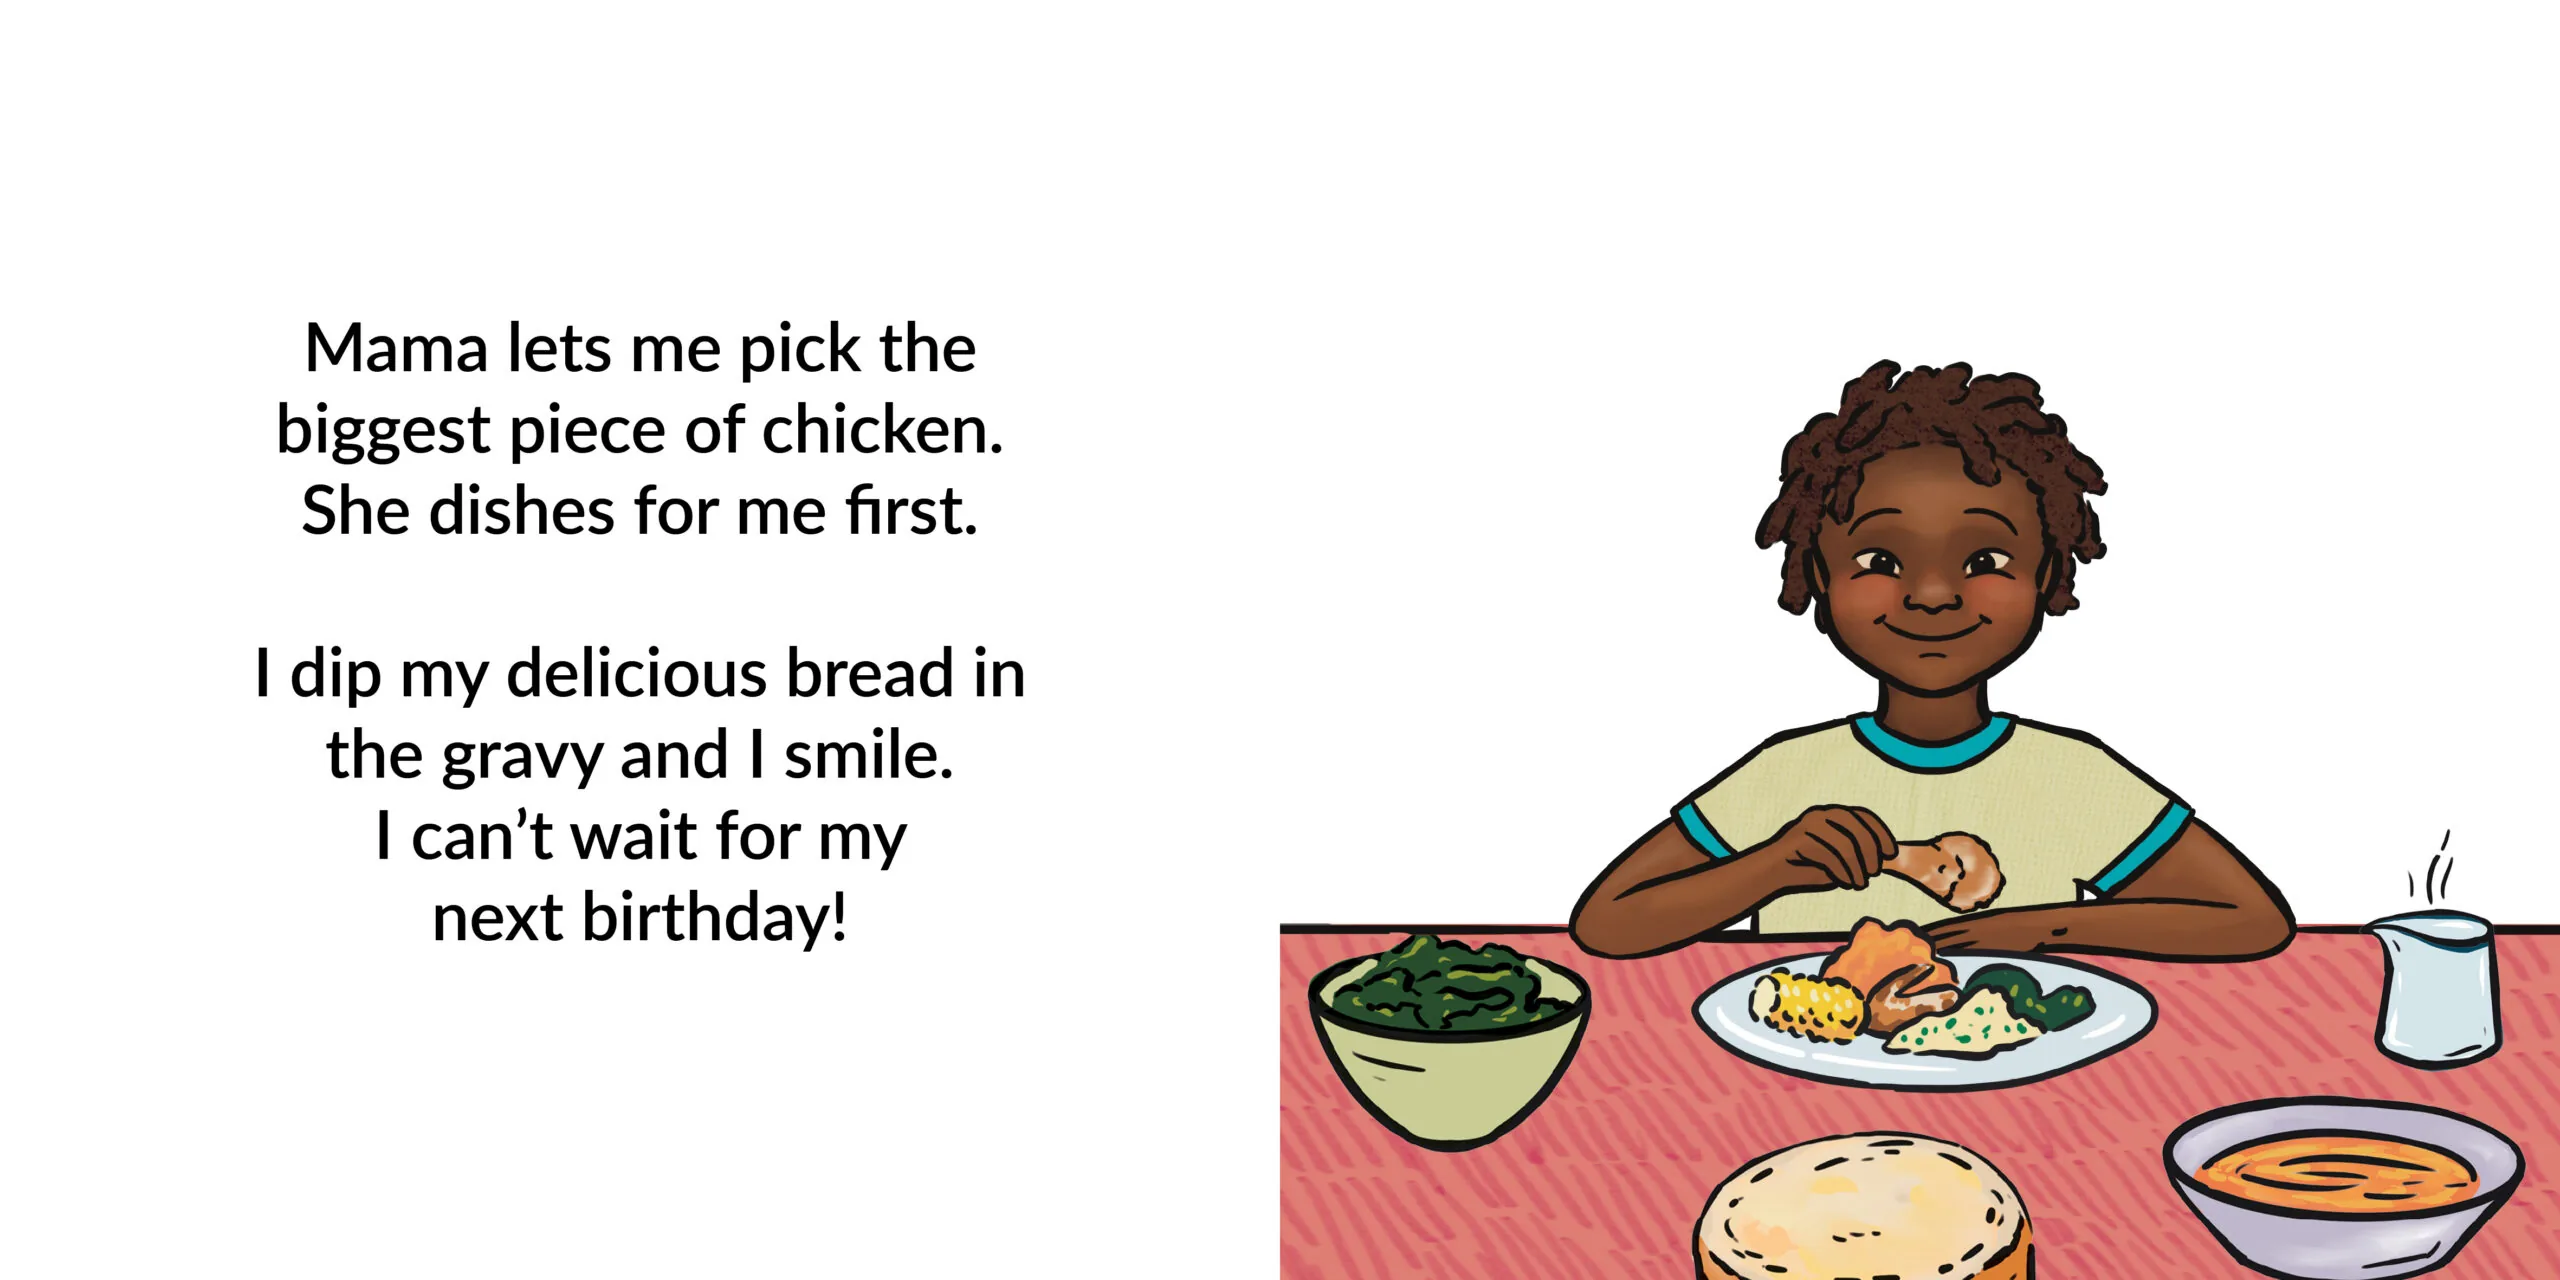 Mama lets me pick the
biggest piece of chicken.
She dishes for me first.
I dip my delicious bread in
the gravy and I smile.
I can’t wait for my
next birthday!